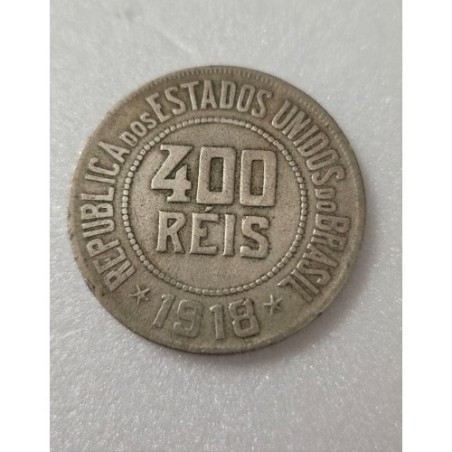 REPUBLICA DOS ESTADOS UNIDOS DO BRASIL
400
RÉIS
* 1918 *